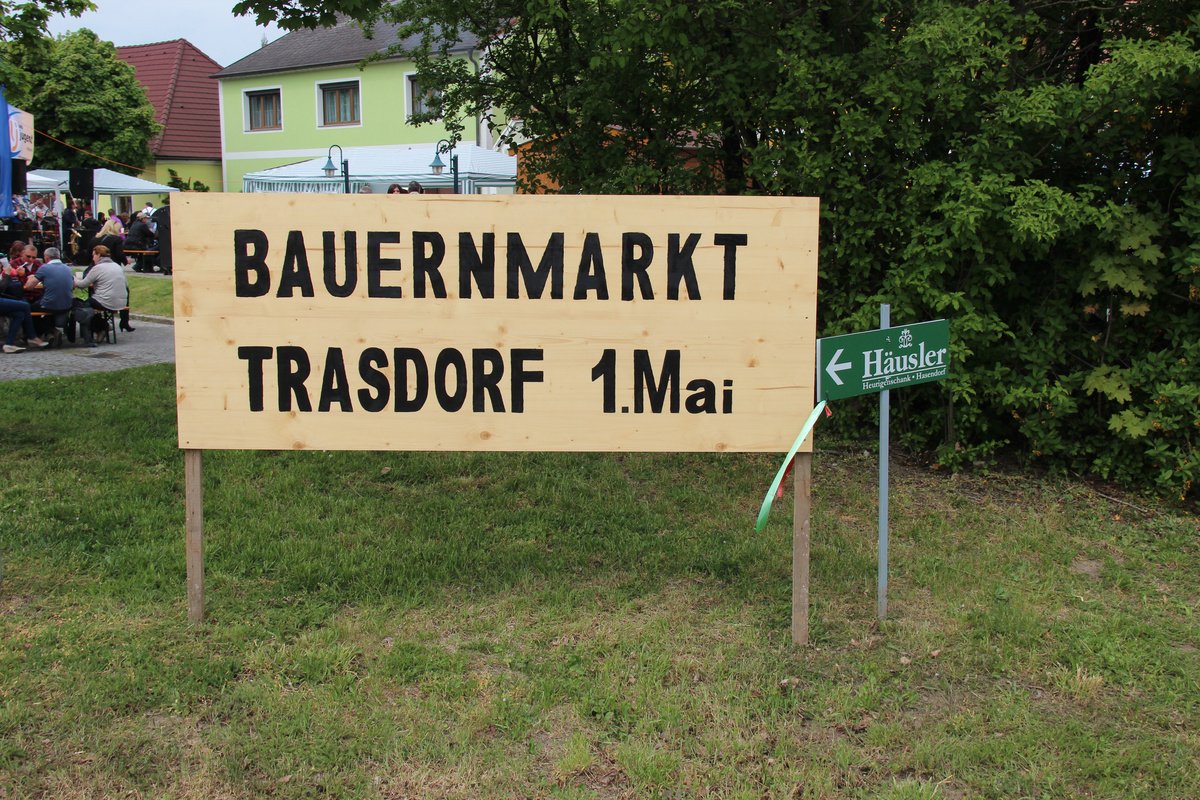 BAUERNMARKT
TRASDORF 1.Mai
Häusler
Heurigenschank • Hasendorf